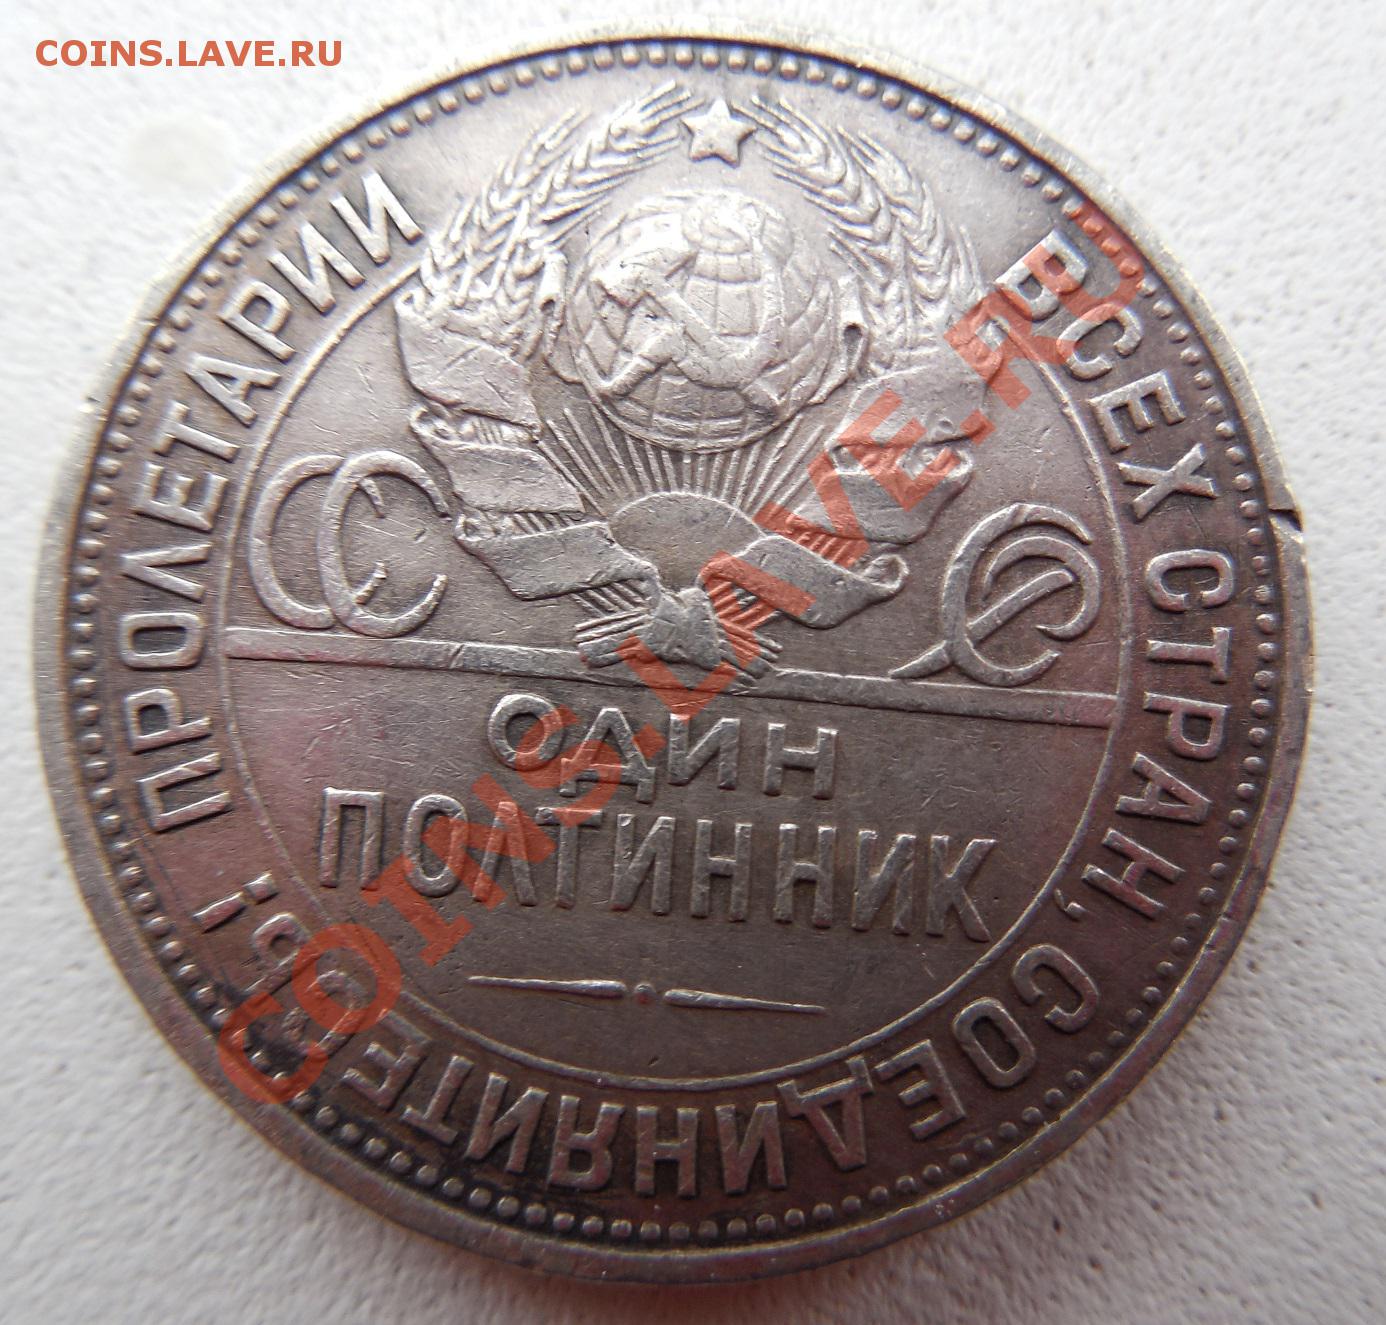 COINS.LAVE.RU
ПРОЛЕТАРИИ ВСЕХ СТРАН, СОЕДИНЯЙТЕСЬ!
СССР
ОДИН
ПОЛТИННИК
COINS.LAVE.RU